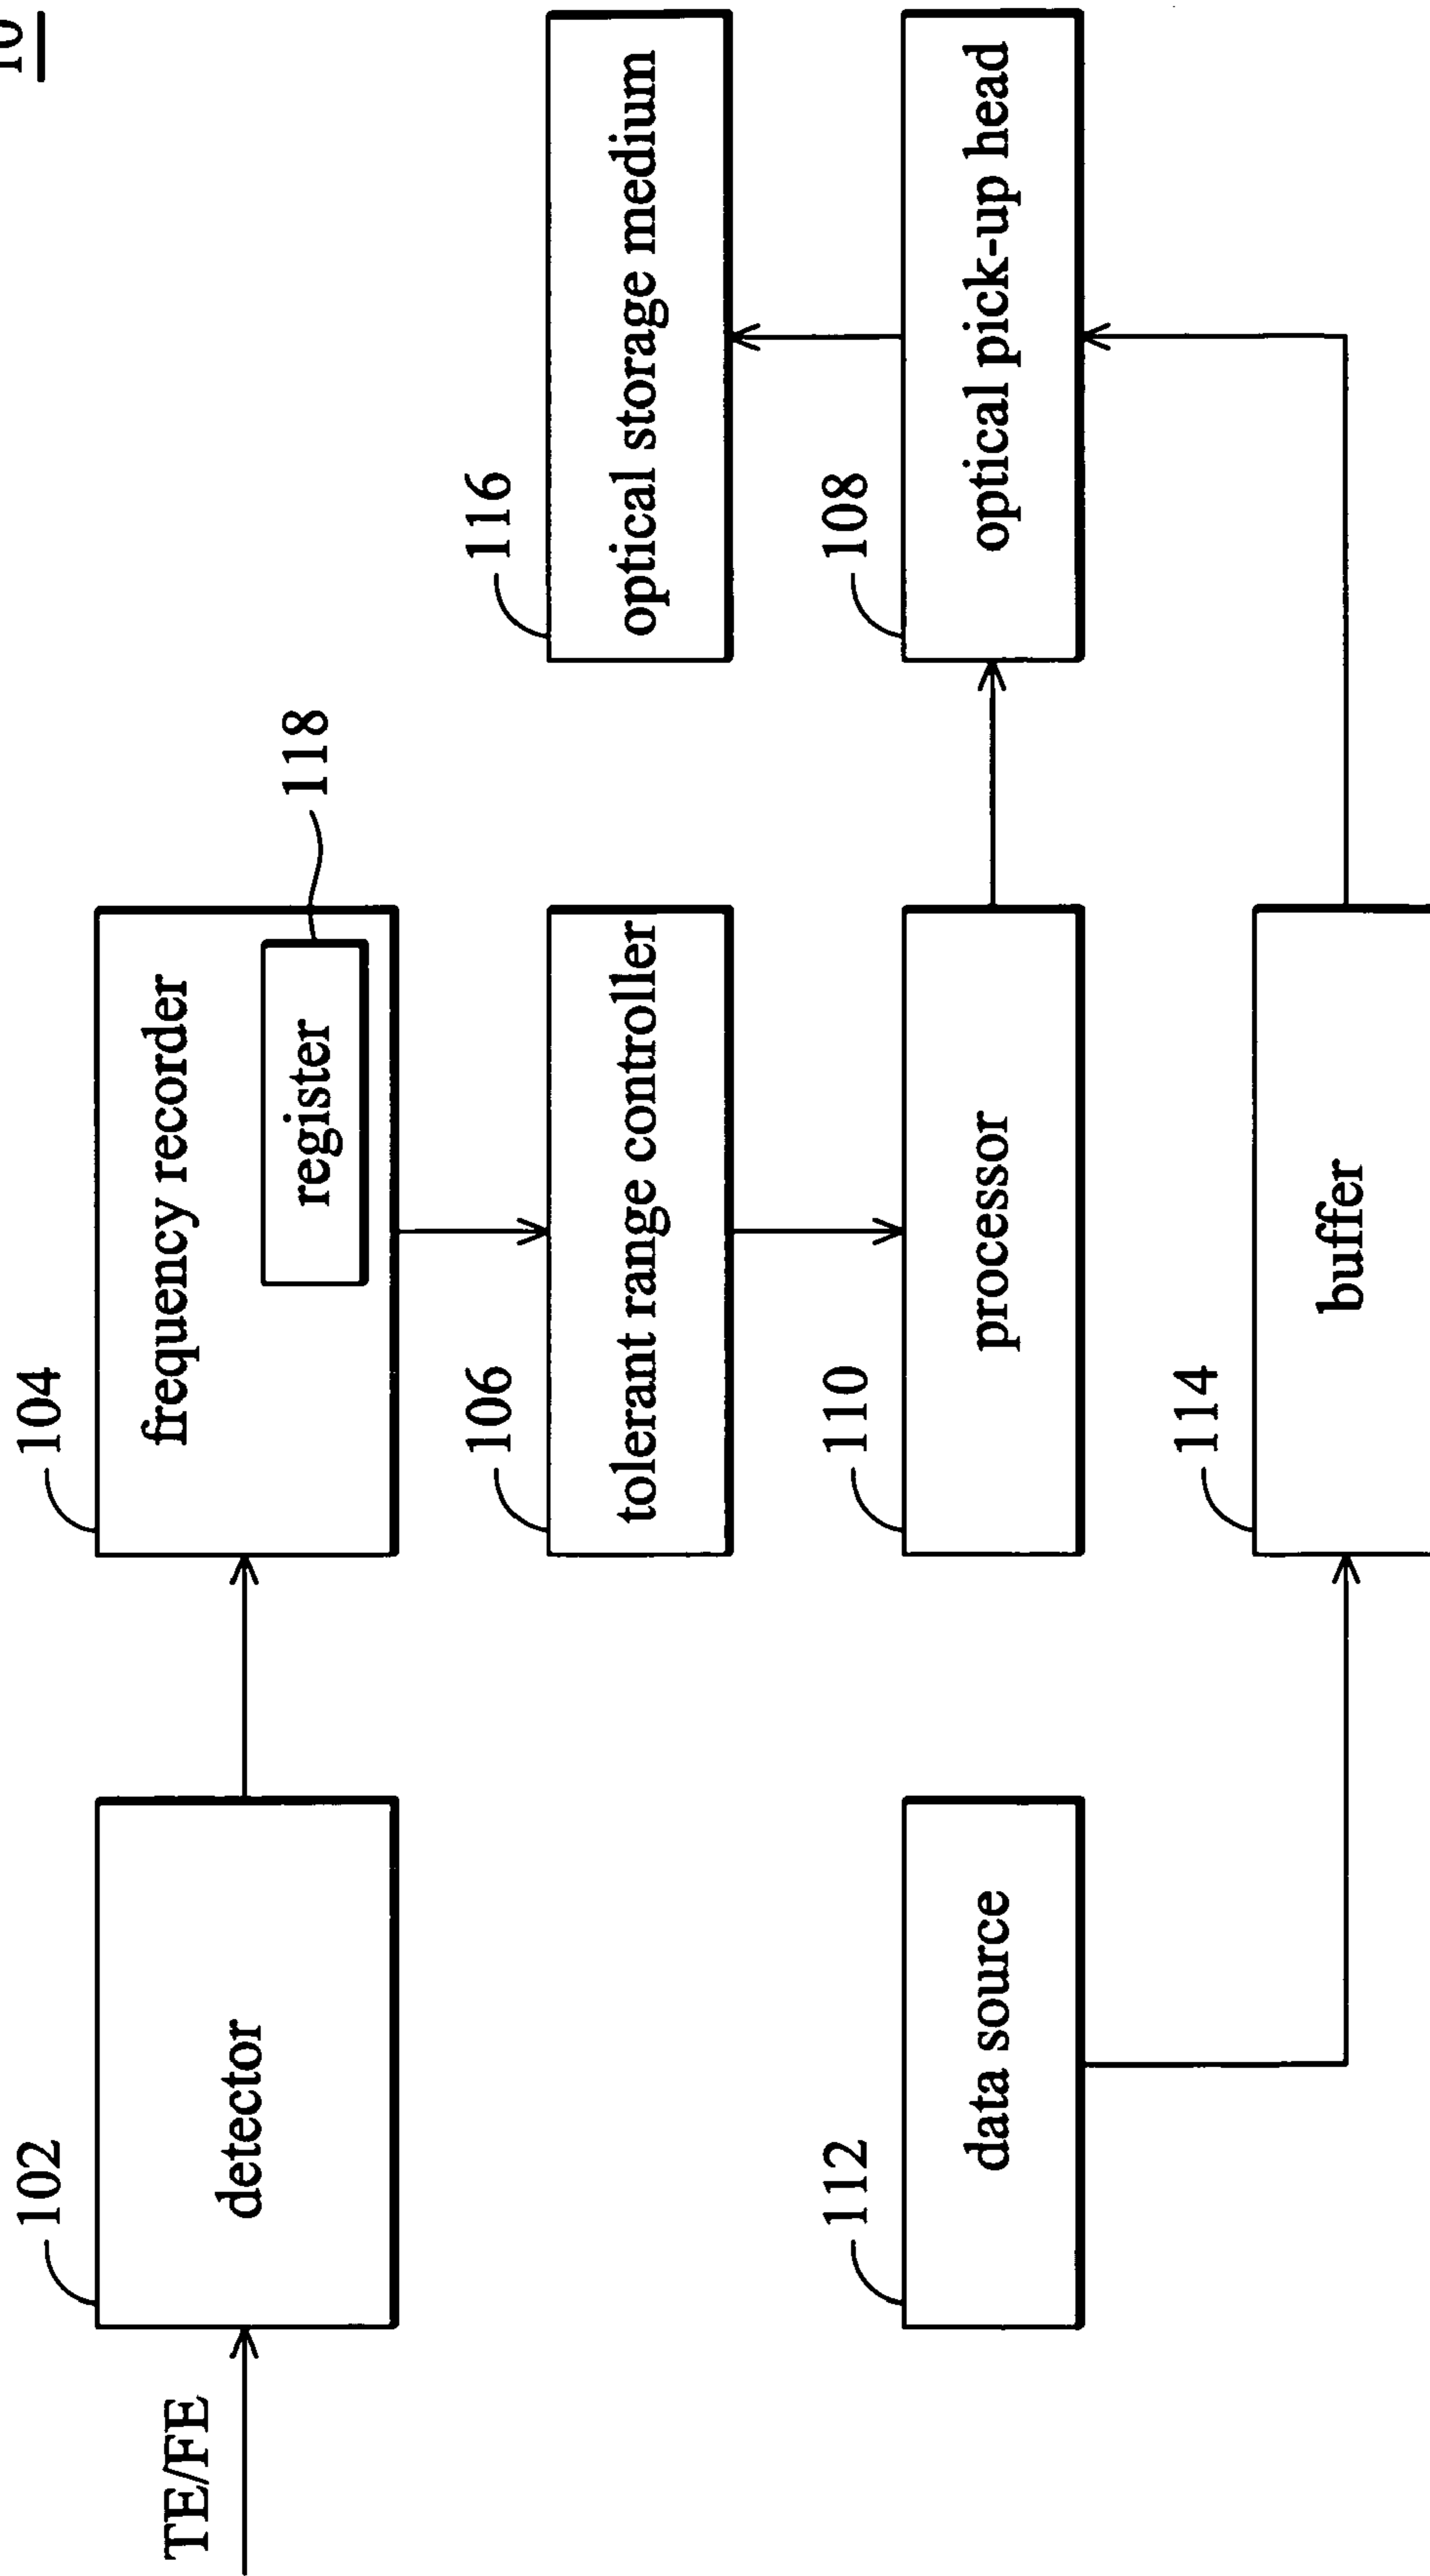 10
TE/FE
102
detector
104
frequency recorder
register
118
106
tolerant range controller
116
optical storage medium
112
data source
110
processor
108
optical pick-up head
114
buffer